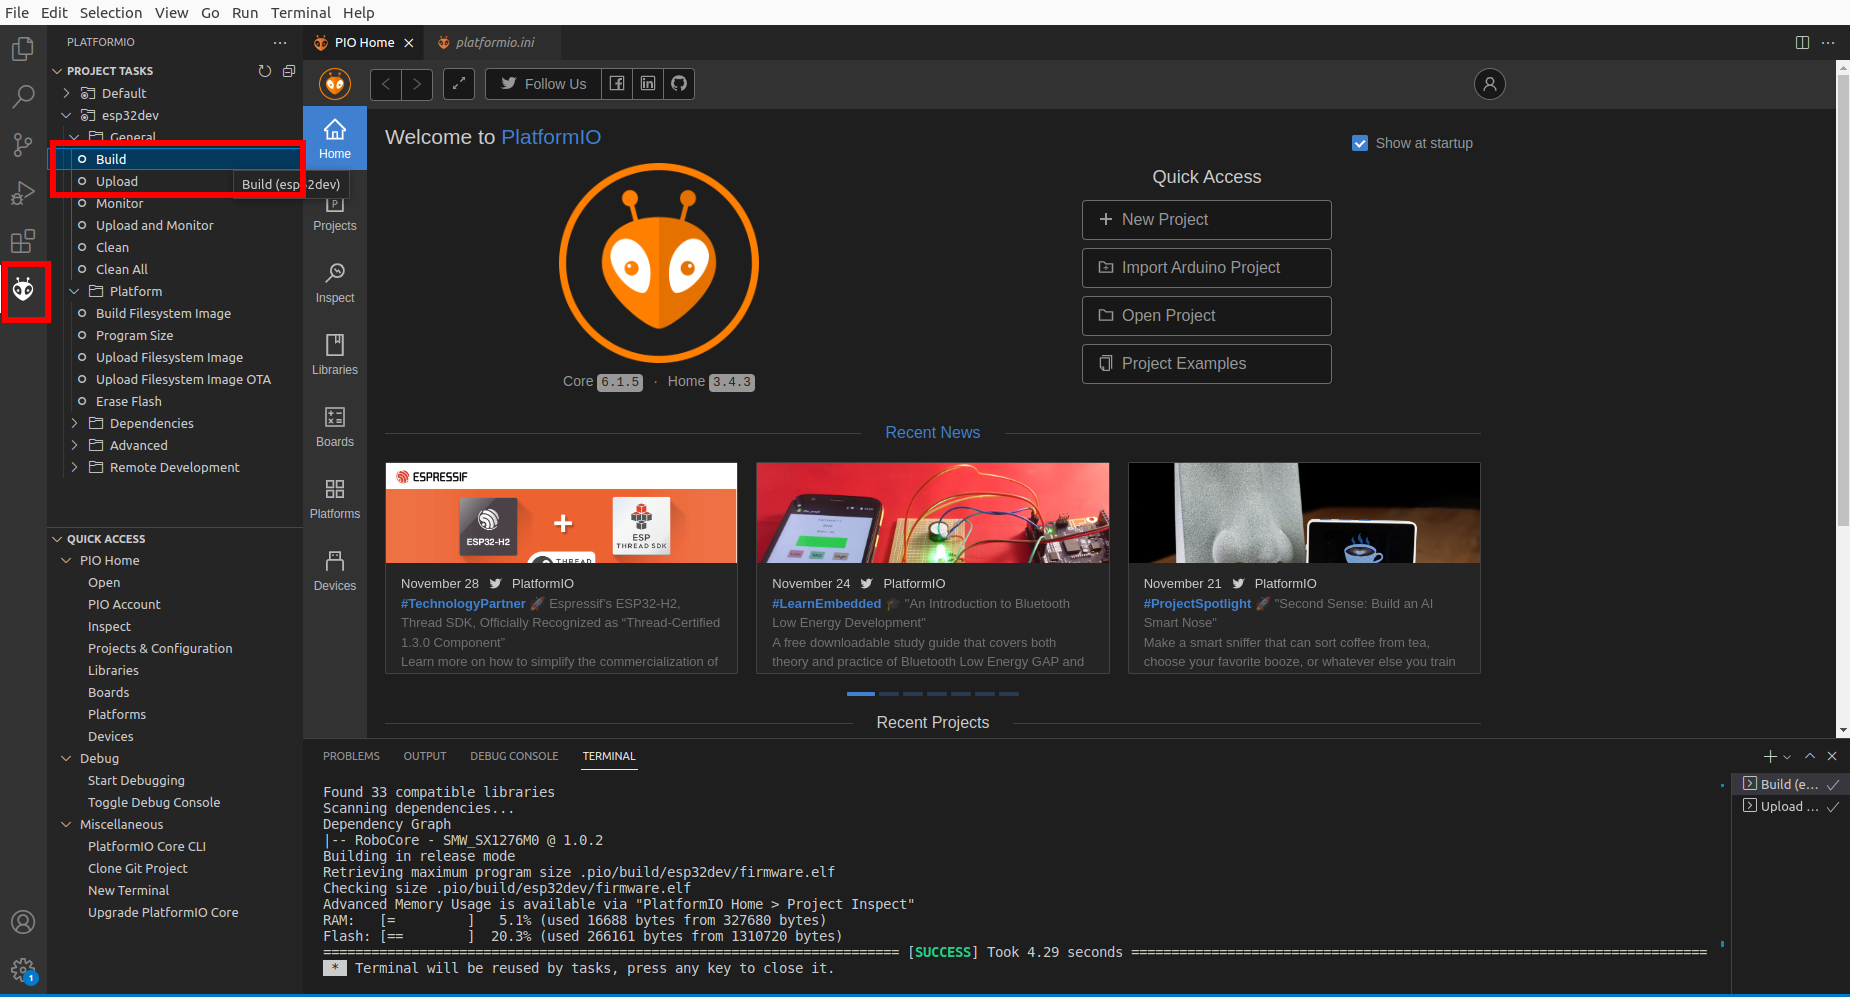 File Edit Selection View Go Run Terminal Help
PLATFORMIO
PIO Home
platformio.ini
PROJECT TASKS
Default
esp32dev
General
Build
Upload
Build (esp32dev)
Monitor
Upload and Monitor
Clean
Clean All
Platform
Build Filesystem Image
Program Size
Upload Filesystem Image
Upload Filesystem Image OTA
Erase Flash
Dependencies
Advanced
Remote Development
QUICK ACCESS
PIO Home
Open
PIO Account
Inspect
Projects & Configuration
Libraries
Boards
Platforms
Devices
Debug
Start Debugging
Toggle Debug Console
Miscellaneous
PlatformIO Core CLI
Clone Git Project
New Terminal
Upgrade PlatformIO Core
1
Follow Us
Home
Projects
Inspect
Libraries
Boards
Platforms
Devices
Welcome to PlatformIO
Show at startup
Core 6.1.5 · Home 3.4.3
Quick Access
New Project
Import Arduino Project
Open Project
Project Examples
Recent News
ESPRESSIF
ESP32-H2
+
ESP
THREAD SDK
THREAD
November 28 PlatformIO
#TechnologyPartner 🚀 Espressif’s ESP32-H2,
Thread SDK, Officially Recognized as “Thread-Certified
1.3.0 Component”
Learn more on how to simplify the commercialization of
November 24 PlatformIO
#LearnEmbedded 🎓 "An Introduction to Bluetooth
Low Energy Development"
A free downloadable study guide that covers both
theory and practice of Bluetooth Low Energy GAP and
November 21 PlatformIO
#ProjectSpotlight 🚀 "Second Sense: Build an AI
Smart Nose"
Make a smart sniffer that can sort coffee from tea,
choose your favorite booze, or whatever else you train
Recent Projects
PROBLEMS OUTPUT DEBUG CONSOLE TERMINAL
Found 33 compatible libraries
Scanning dependencies...
Dependency Graph
|-- RoboCore - SMW_SX1276M0 @ 1.0.2
Building in release mode
Retrieving maximum program size .pio/build/esp32dev/firmware.elf
Checking size .pio/build/esp32dev/firmware.elf
Advanced Memory Usage is available via "PlatformIO Home > Project Inspect"
RAM: [= ] 5.1% (used 16688 bytes from 327680 bytes)
Flash: [== ] 20.3% (used 266161 bytes from 1310720 bytes)
======================================================================== [SUCCESS] Took 4.29 seconds ========================================================================
* Terminal will be reused by tasks, press any key to close it.
Build (e...
Upload ...